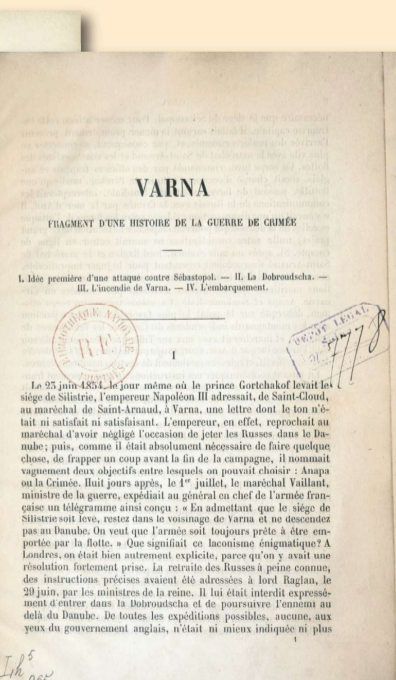 VARNA
FRAGMENT D'UNE HISTOIRE DE LA GUERRE DE CRIMÉE
I. Idée première d'une attaque contre Sébastopol. — II. La Dobroudscha. —
III. L'incendie de Varna. — IV. L'embarquement.
BIBLIOTHÈQUE NATIONALE
R F
DÉPOT LÉGAL
7778
I
Le 23 juin 1854, le jour même où le prince Gortchakof levait le
siége de Silistrie, l'empereur Napoléon III adressait, de Saint-Cloud,
au maréchal de Saint-Arnaud, à Varna, une lettre dont le ton n'é-
tait ni satisfait ni satisfaisant. L'empereur, en effet, reprochait au
maréchal d'avoir négligé l'occasion de jeter les Russes dans le Da-
nube; puis, comme il était absolument nécessaire de faire quelque
chose, de frapper un coup avant la fin de la campagne, il nommait
vaguement deux objectifs entre lesquels on pouvait choisir : Anapa
ou la Crimée. Huit jours après, le 1er juillet, le maréchal Vaillant,
ministre de la guerre, expédiait au général en chef de l'armée fran-
çaise un télégramme ainsi conçu : « En admettant que le siége de
Silistrie soit levé, restez dans le voisinage de Varna et ne descendez
pas au Danube. On veut que l'armée soit toujours prête à être em-
portée par la flotte. » Que signifiait ce laconisme énigmatique? A
Londres, on était bien autrement explicite, parce qu'on y avait une
résolution fortement prise. La retraite des Russes à peine connue,
des instructions précises avaient été adressées à lord Raglan, le
29 juin, par les ministres de la reine. Il lui était interdit expressé-
ment d'entrer dans la Dobroudscha et de poursuivre l'ennemi au
delà du Danube. De toutes les expéditions possibles, aucune, aux
yeux du gouvernement anglais, n'était ni mieux indiquée ni plus
1